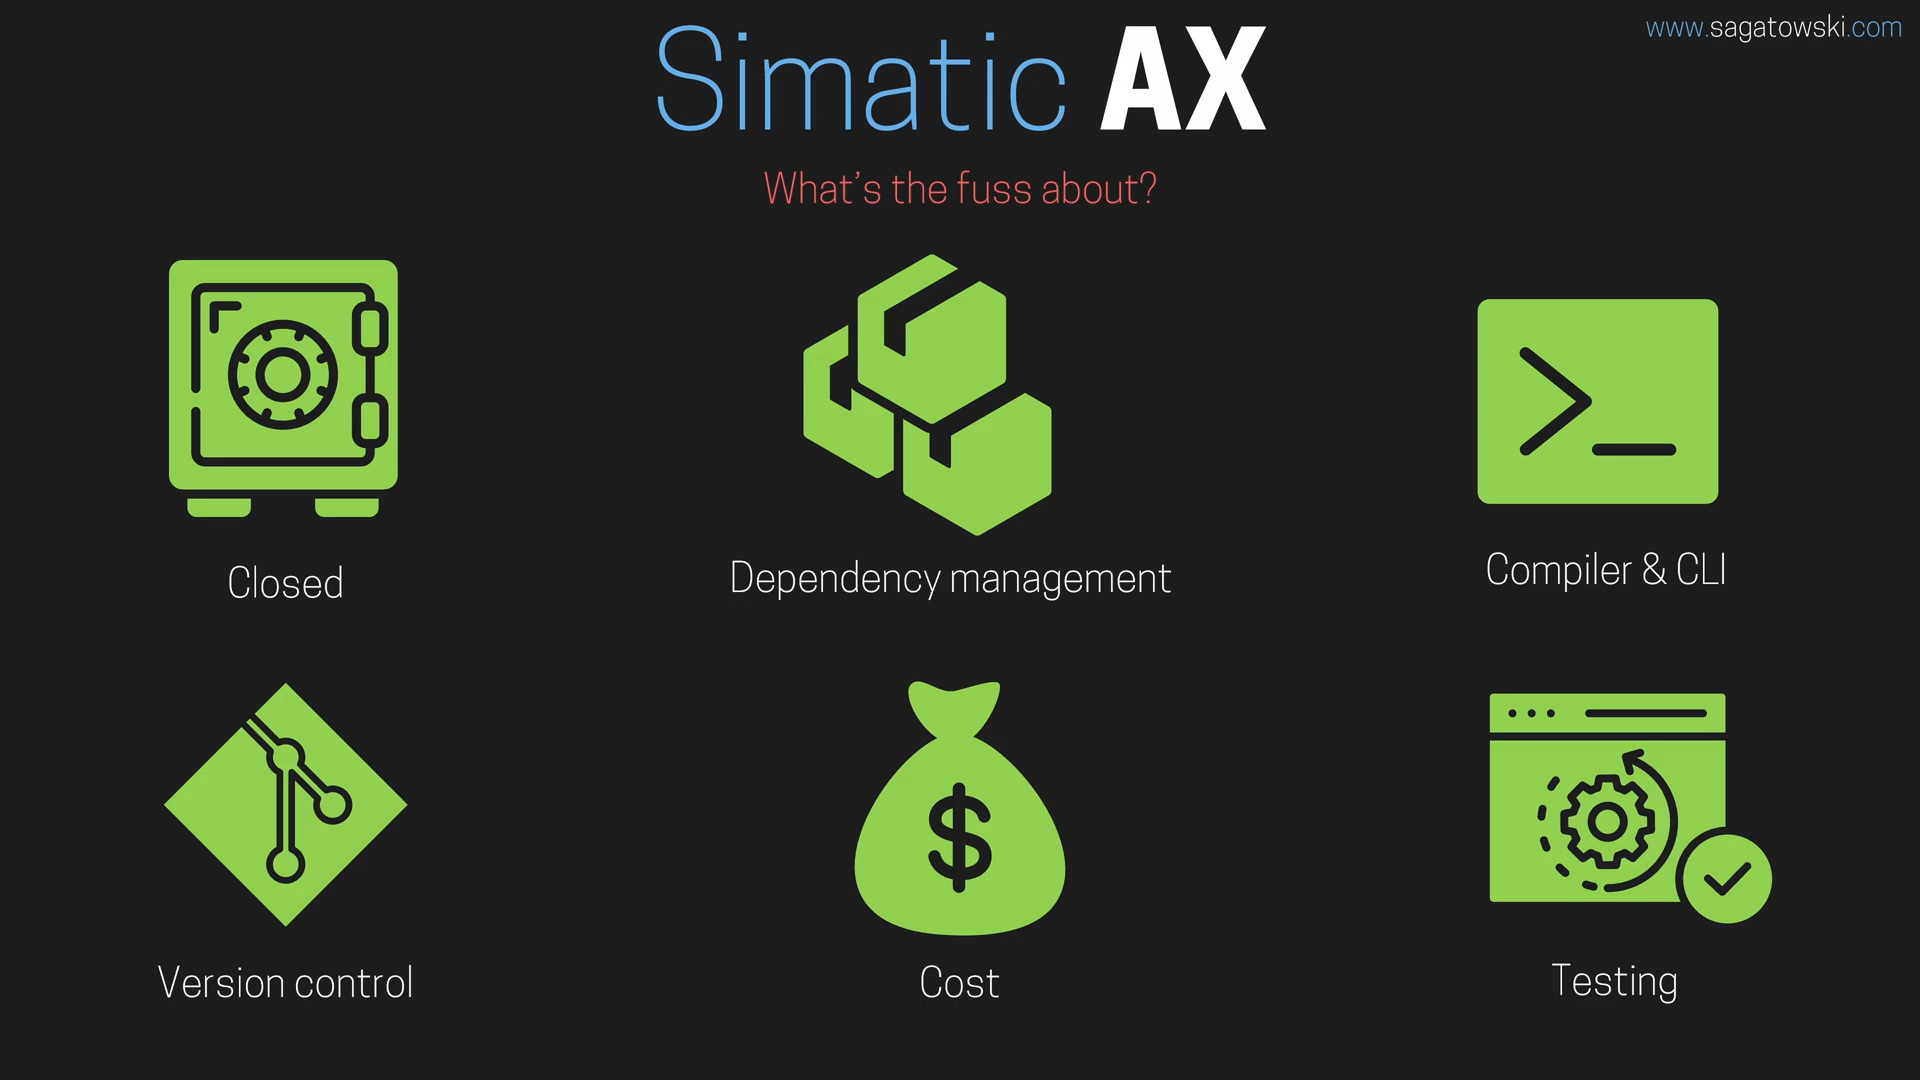 www.sagatowski.com
Simatic AX
What's the fuss about?
Closed
Dependency management
Compiler & CLI
Version control
Cost
Testing